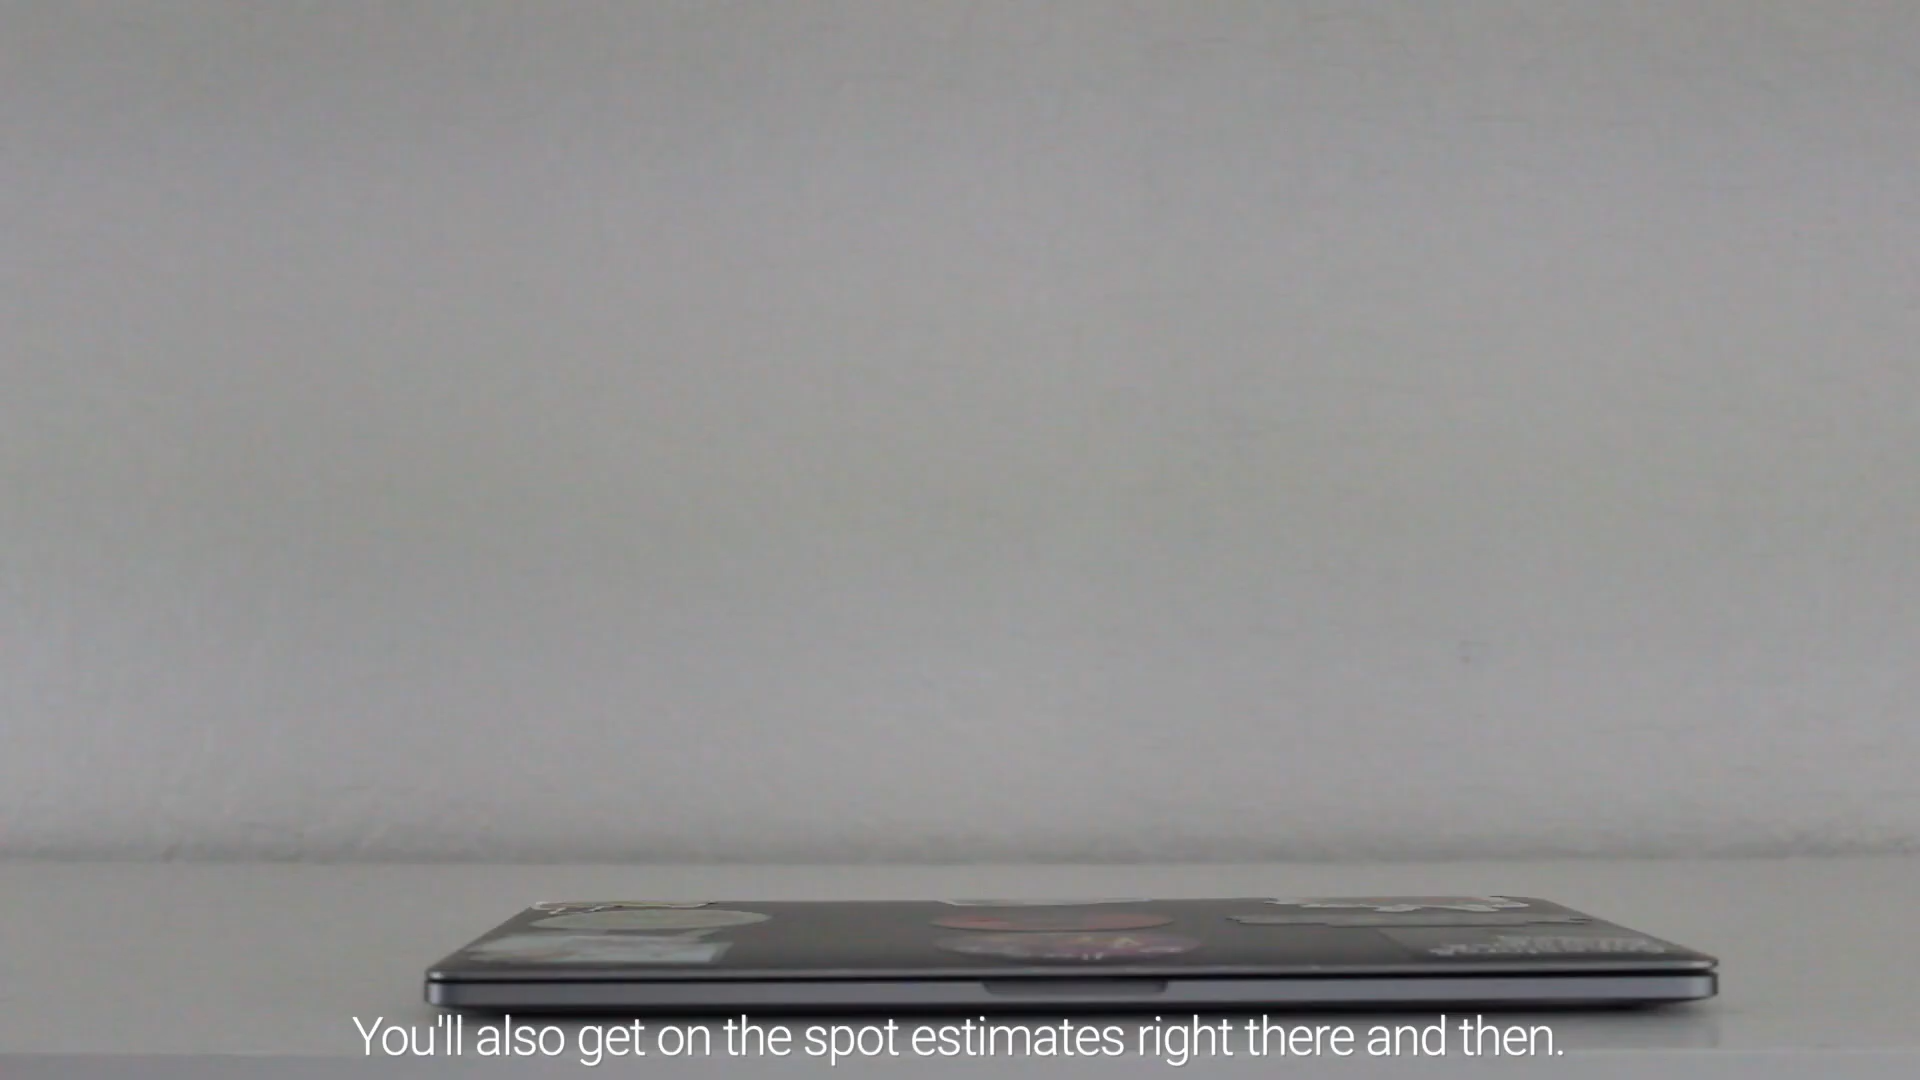 You'll also get on the spot estimates right there and then.